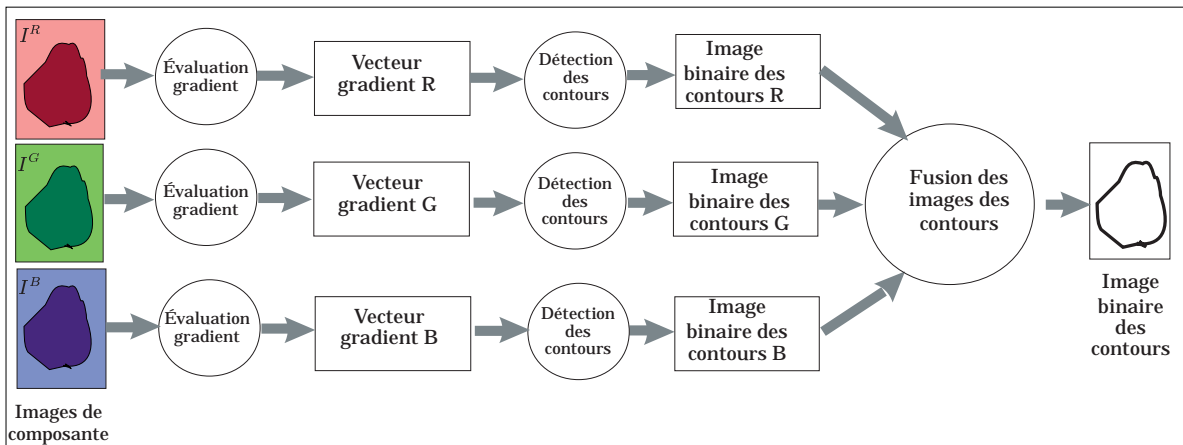 I^R
Évaluation
gradient
Vecteur
gradient R
Détection
des
contours
Image
binaire des
contours R
I^G
Évaluation
gradient
Vecteur
gradient G
Détection
des
contours
Image
binaire des
contours G
Fusion des
images des
contours
I^B
Évaluation
gradient
Vecteur
gradient B
Détection
des
contours
Image
binaire des
contours B
Image
binaire
des
contours
Images de
composante